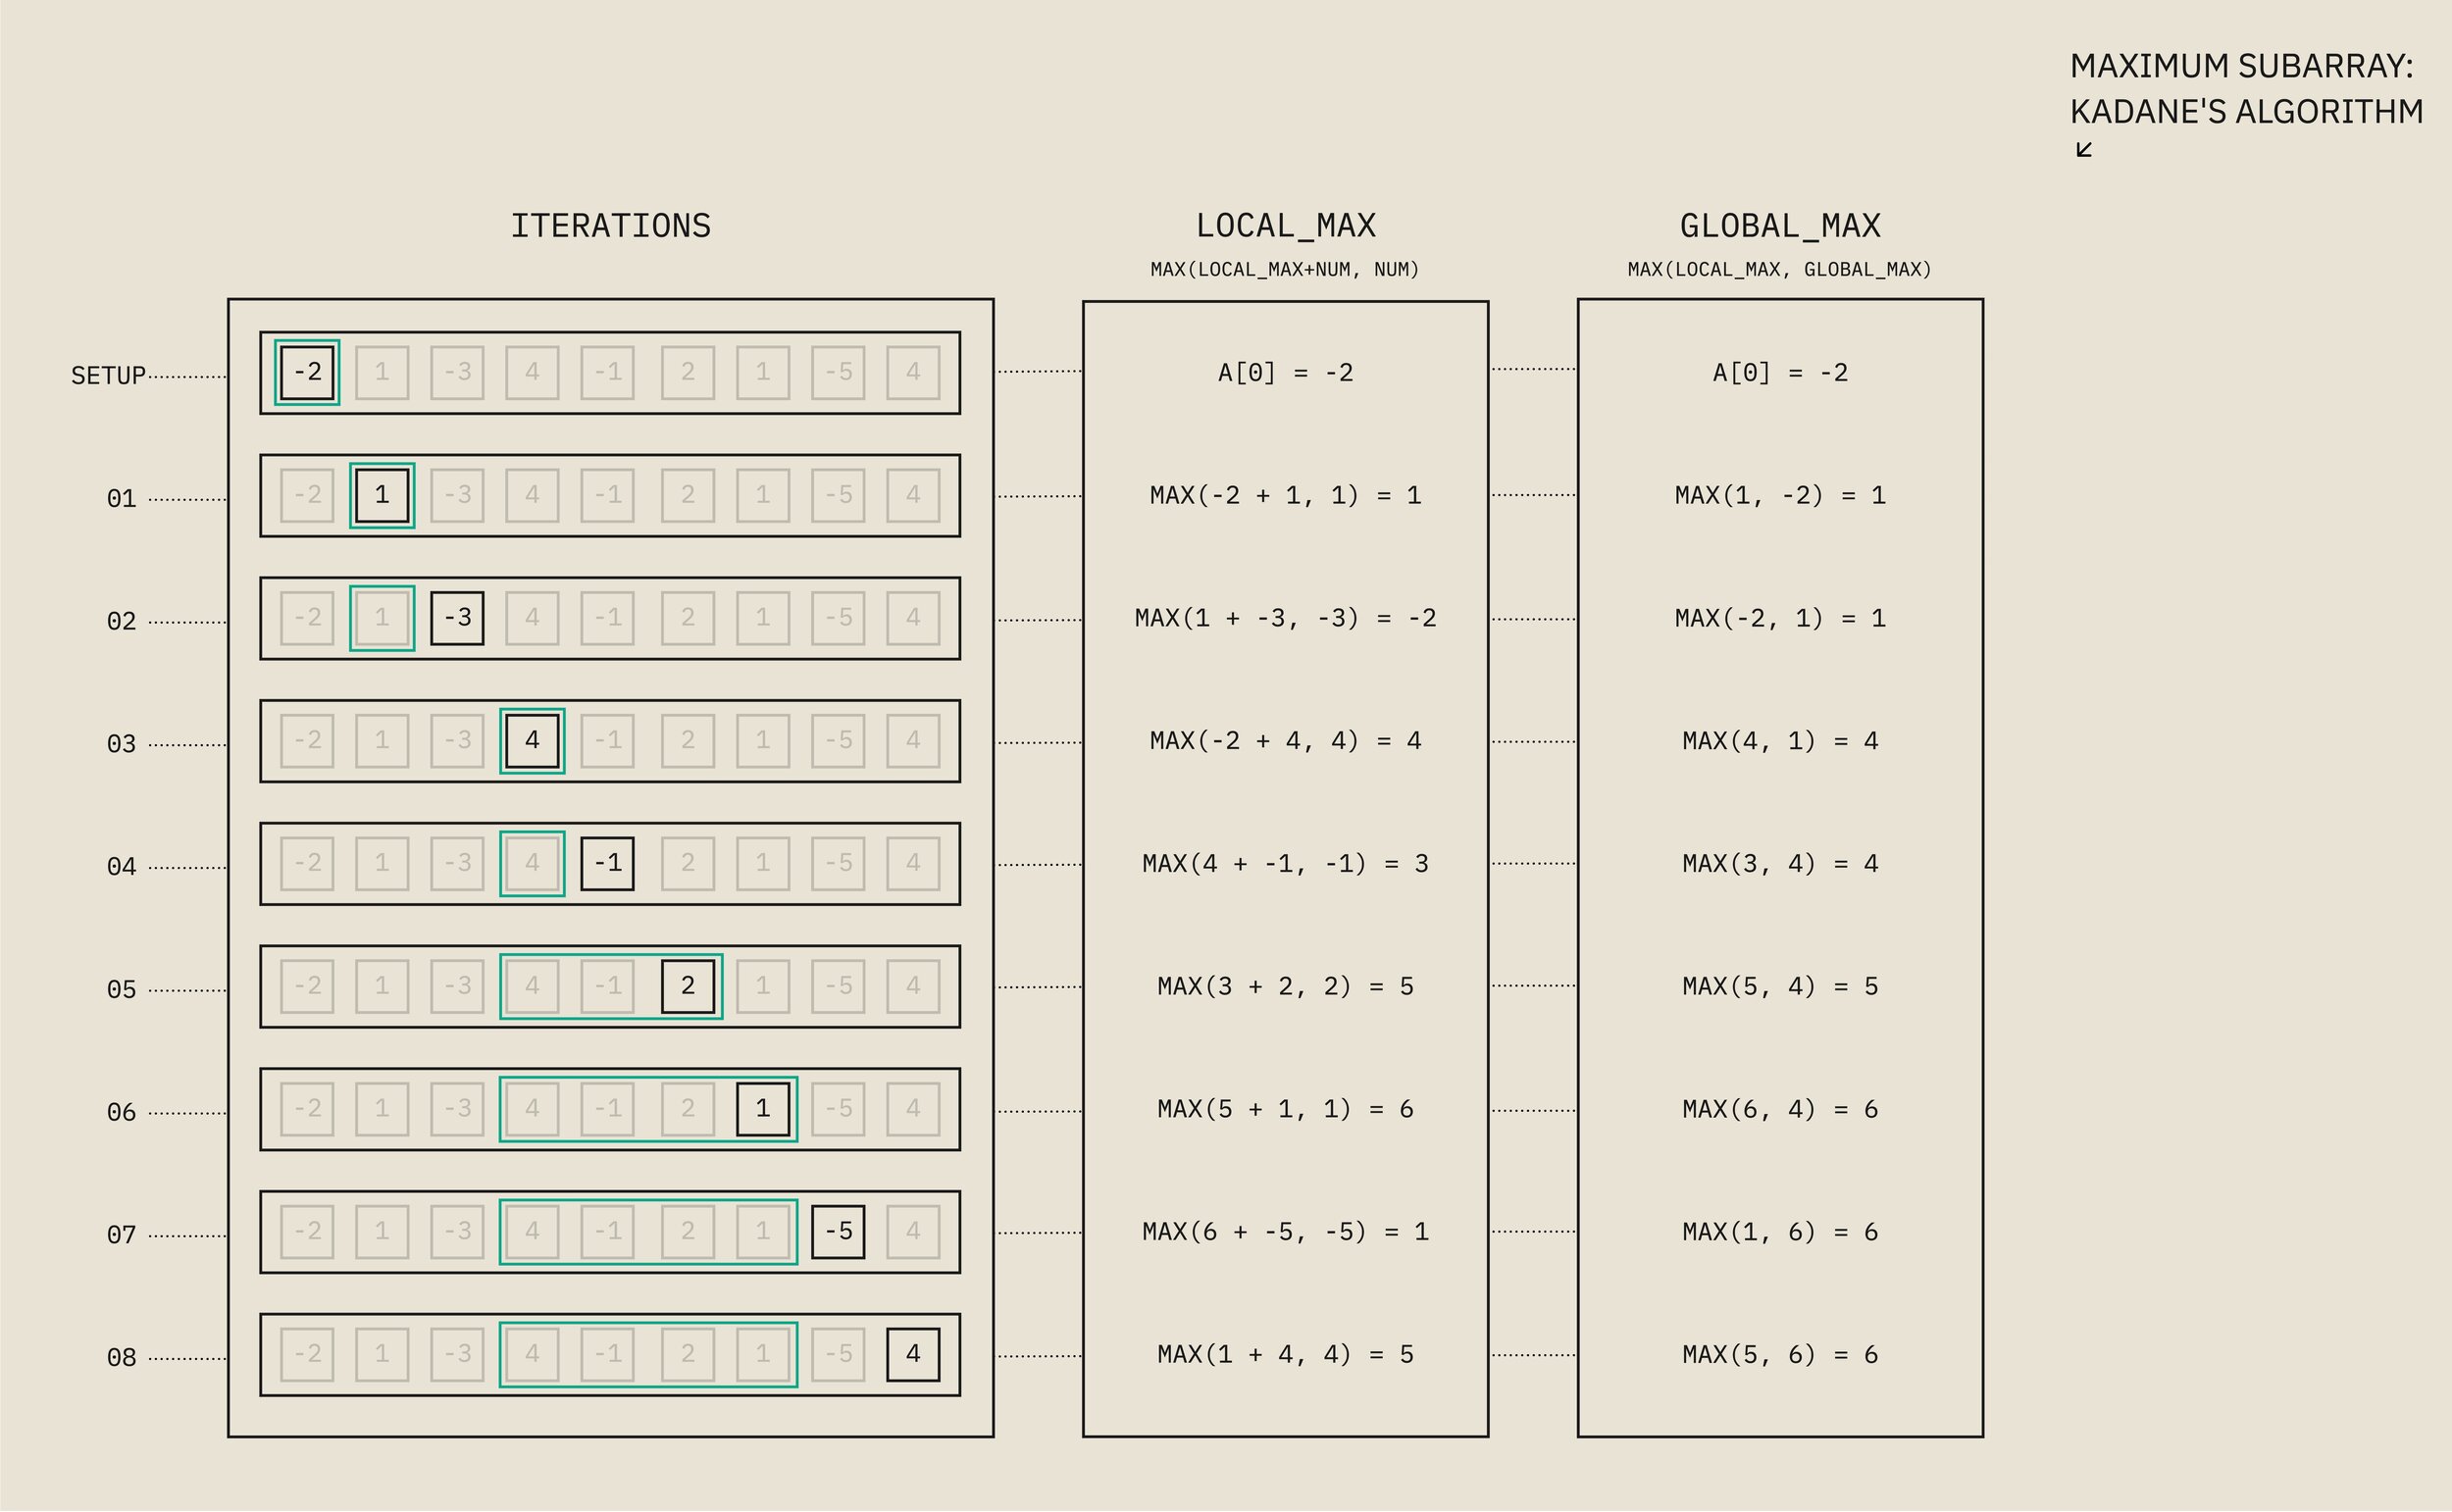 MAXIMUM SUBARRAY:
KADANE'S ALGORITHM
ITERATIONS
LOCAL_MAX
GLOBAL_MAX
MAX(LOCAL_MAX+NUM, NUM)
MAX(LOCAL_MAX, GLOBAL_MAX)
SETUP -2 1 -3 4 -1 2 1 -5 4 A[0] = -2 A[0] = -2
01 -2 1 -3 4 -1 2 1 -5 4 MAX(-2 + 1, 1) = 1 MAX(1, -2) = 1
02 -2 1 -3 4 -1 2 1 -5 4 MAX(1 + -3, -3) = -2 MAX(-2, 1) = 1
03 -2 1 -3 4 -1 2 1 -5 4 MAX(-2 + 4, 4) = 4 MAX(4, 1) = 4
04 -2 1 -3 4 -1 2 1 -5 4 MAX(4 + -1, -1) = 3 MAX(3, 4) = 4
05 -2 1 -3 4 -1 2 1 -5 4 MAX(3 + 2, 2) = 5 MAX(5, 4) = 5
06 -2 1 -3 4 -1 2 1 -5 4 MAX(5 + 1, 1) = 6 MAX(6, 4) = 6
07 -2 1 -3 4 -1 2 1 -5 4 MAX(6 + -5, -5) = 1 MAX(1, 6) = 6
08 -2 1 -3 4 -1 2 1 -5 4 MAX(1 + 4, 4) = 5 MAX(5, 6) = 6